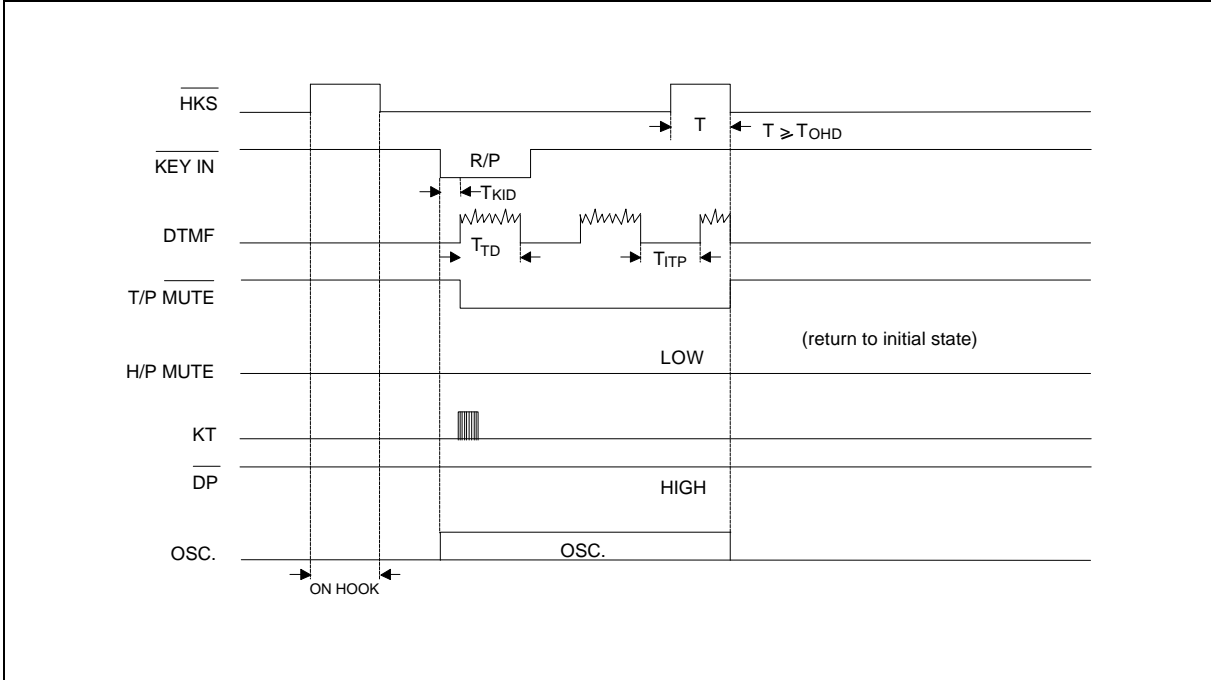 HKS
T
T ⩾ TOHD
KEY IN
R/P
TKID
DTMF
TTD
TITP
T/P MUTE
(return to initial state)
LOW
H/P MUTE
KT
DP
HIGH
OSC.
OSC.
ON HOOK